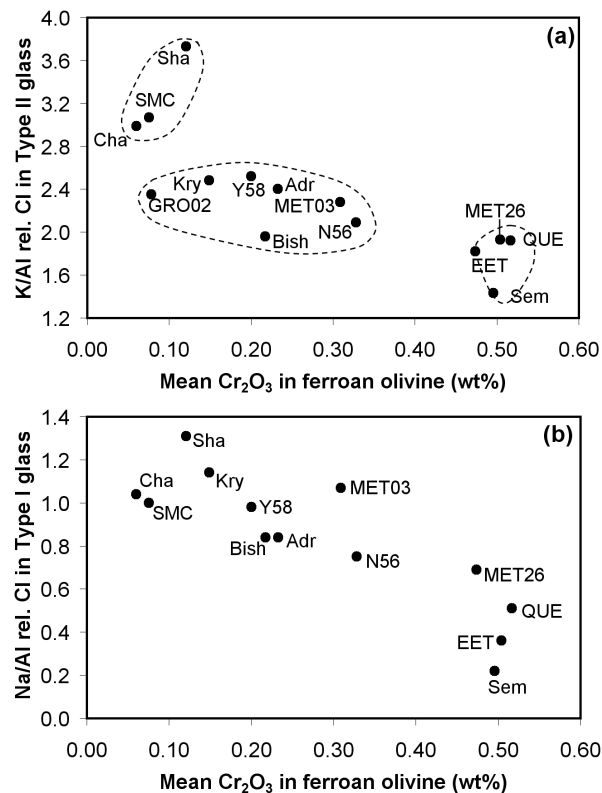 4.0
(a)
3.6
Sha
3.2
SMC
2.8
Cha
2.4
Kry
Y58
Adr
GRO02
MET03
MET26
2.0
Bish
N56
QUE
1.6
EET
Sem
1.2
0.00 0.10 0.20 0.30 0.40 0.50 0.60
K/Al rel. CI in Type II glass
Mean Cr₂O₃ in ferroan olivine (wt%)
1.4
(b)
1.2
Sha
1.0
Cha
Kry
MET03
SMC
Y58
0.8
Bish
Adr
N56
MET26
0.6
QUE
0.4
EET
0.2
Sem
0.0
0.00 0.10 0.20 0.30 0.40 0.50 0.60
Na/Al rel. CI in Type I glass
Mean Cr₂O₃ in ferroan olivine (wt%)